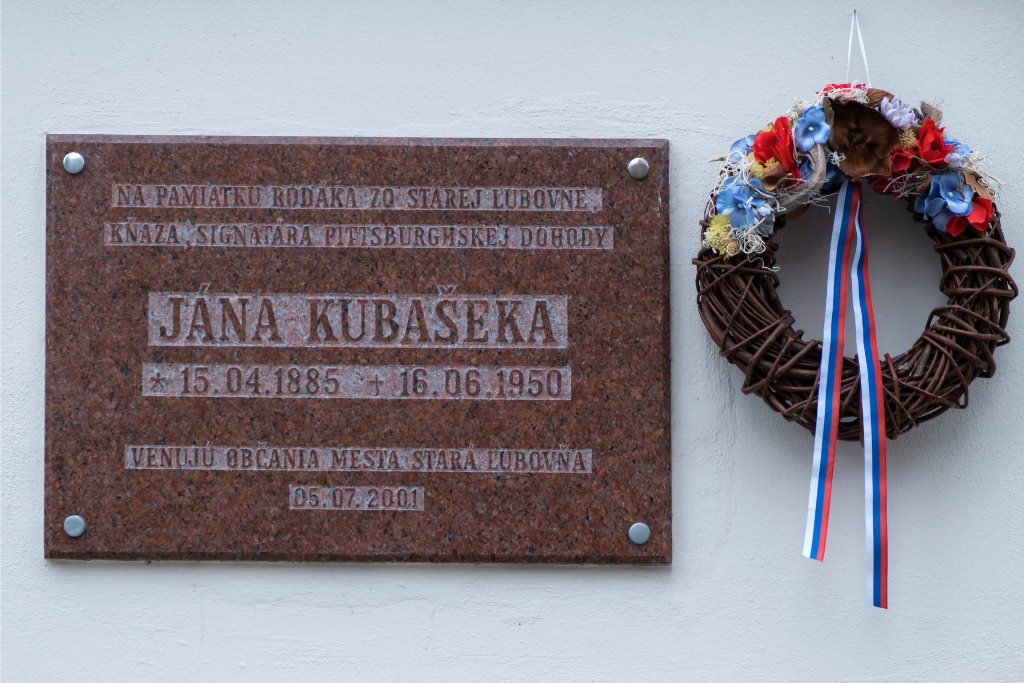 NA PAMIATKU RODÁKA ZO STAREJ ĽUBOVNE,
KŇAZA, SIGNATÁRA PITTSBURGHSKEJ DOHODY
JÁNA KUBAŠEKA
* 15.04.1885 † 16.06.1950
VENUJÚ OBČANIA MESTA STARÁ ĽUBOVŇA
05.07.2001